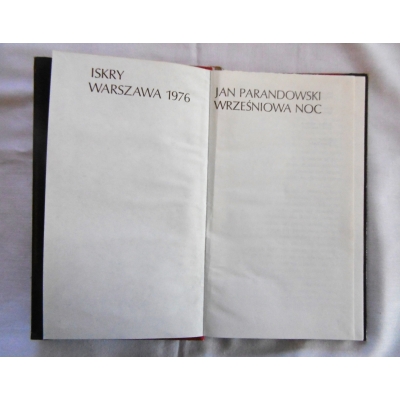 ISKRY
WARSZAWA 1976
JAN PARANDOWSKI
WRZEŚNIOWA NOC